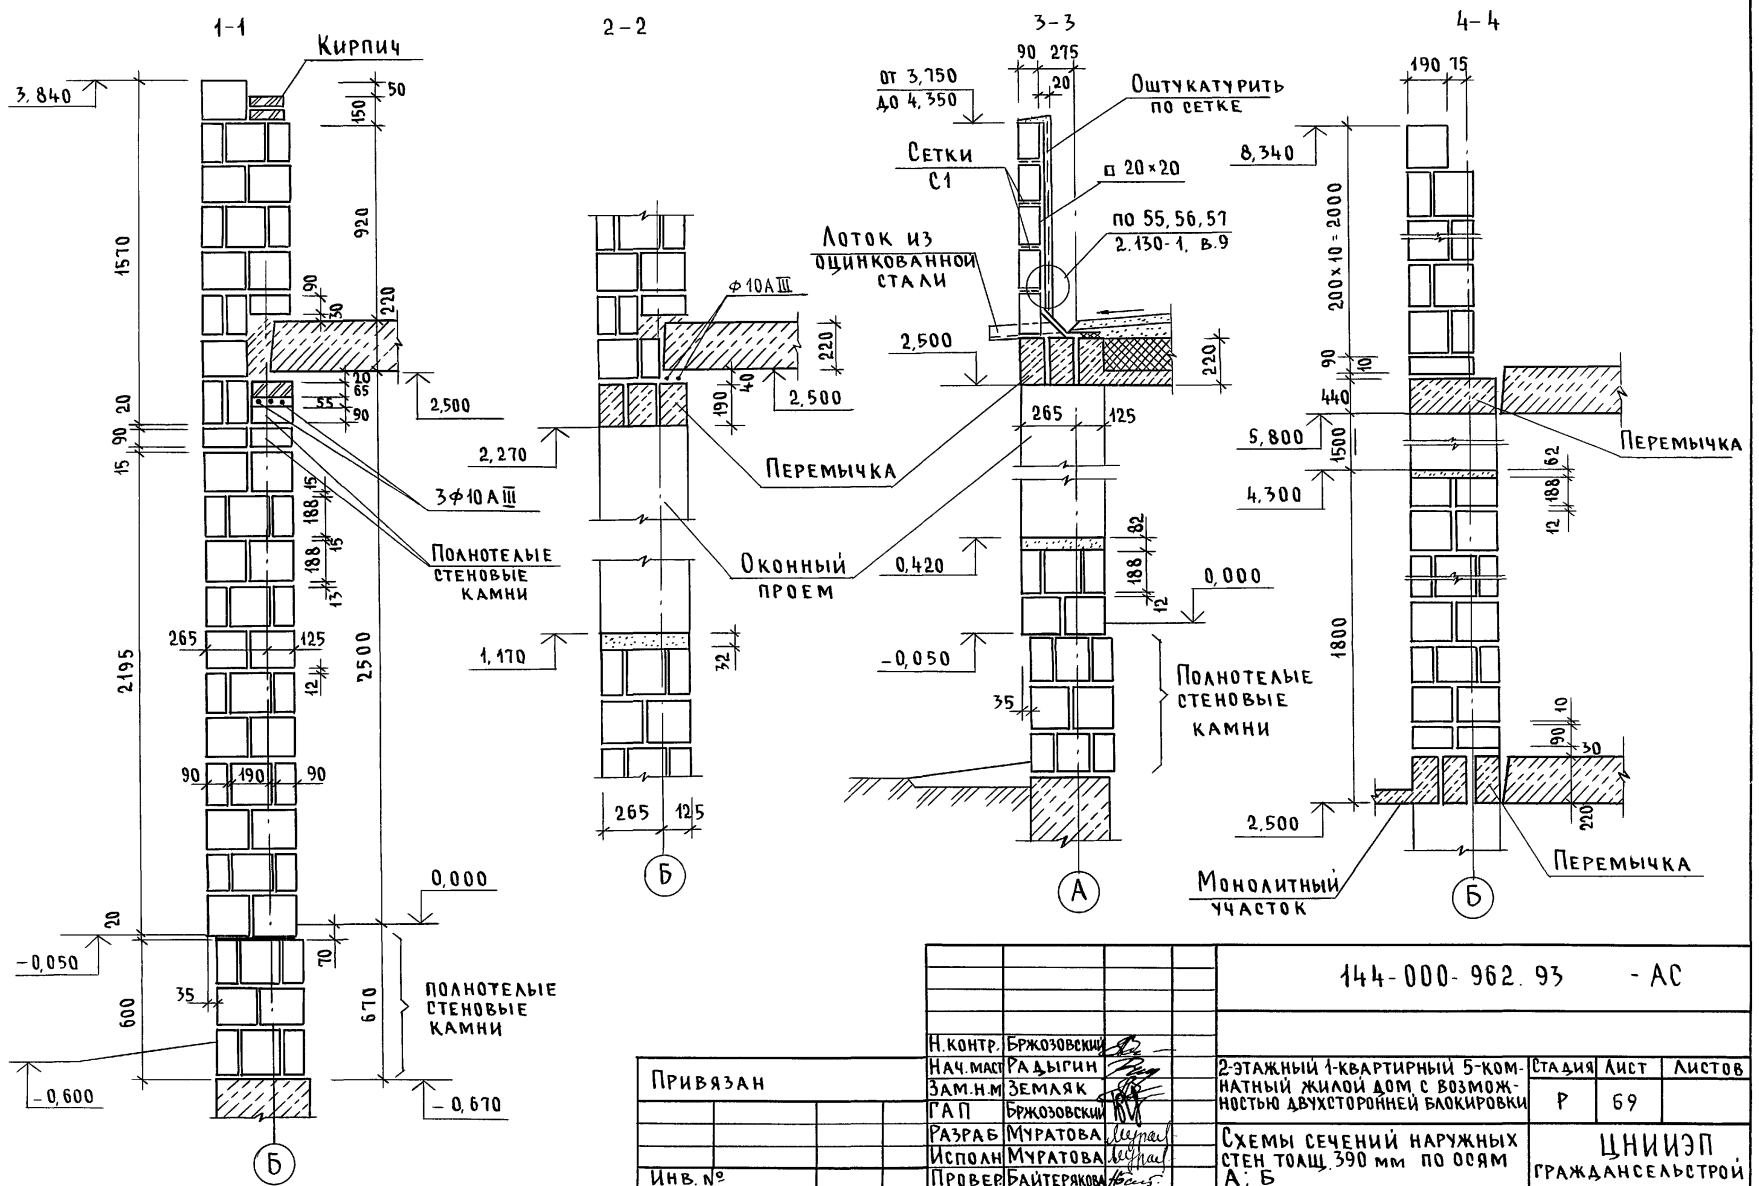 1-1
Кирпич
3,840
50
150
1570
920
90
30
220
20
65
55
90
2,500
20
90
15
3ф10АIII
15
188
15
188
13
Полнотелые
стеновые
камни
265
125
12
2195
2500
90
190
90
0,000
20
-0,050
70
35
600
670
Полнотелые
стеновые
камни
-0,600
-0,670
Б
2-2
ф10АIII
220
40
190
2,500
2,270
Перемычка
Оконный
проем
1,170
32
265
125
Б
3-3
90
275
от 3,750
до 4,350
20
Оштукатурить
по сетке
Сетки
С1
□ 20×20
по 55, 56, 57
2.130-1, в.9
Лоток из
оцинкованной
стали
2,500
220
265
125
82
0,420
188
0,000
12
-0,050
35
Полнотелые
стеновые
камни
А
4-4
190
75
8,340
200×10=2000
90
10
440
5,800
Перемычка
1500
62
4,300
188
12
1800
10
90
30
2,500
220
Перемычка
Монолитный
участок
Б
144-000-962.93 -АС
Н.контр. Бржозовский
Нач.маст Радыгин
Зам.н.м Земляк
ГАП Бржозовский
Разраб Муратова
Исполн Муратова
Провер Байтерякова
Привязан
Инв. №
2-этажный 1-квартирный 5-ком-
натный жилой дом с возмож-
ностью двухсторонней блокировки
Стадия Лист Листов
Р 69
Схемы сечений наружных
стен толщ. 390 мм по осям
А; Б
ЦНИИЭП
гражданСельстрой